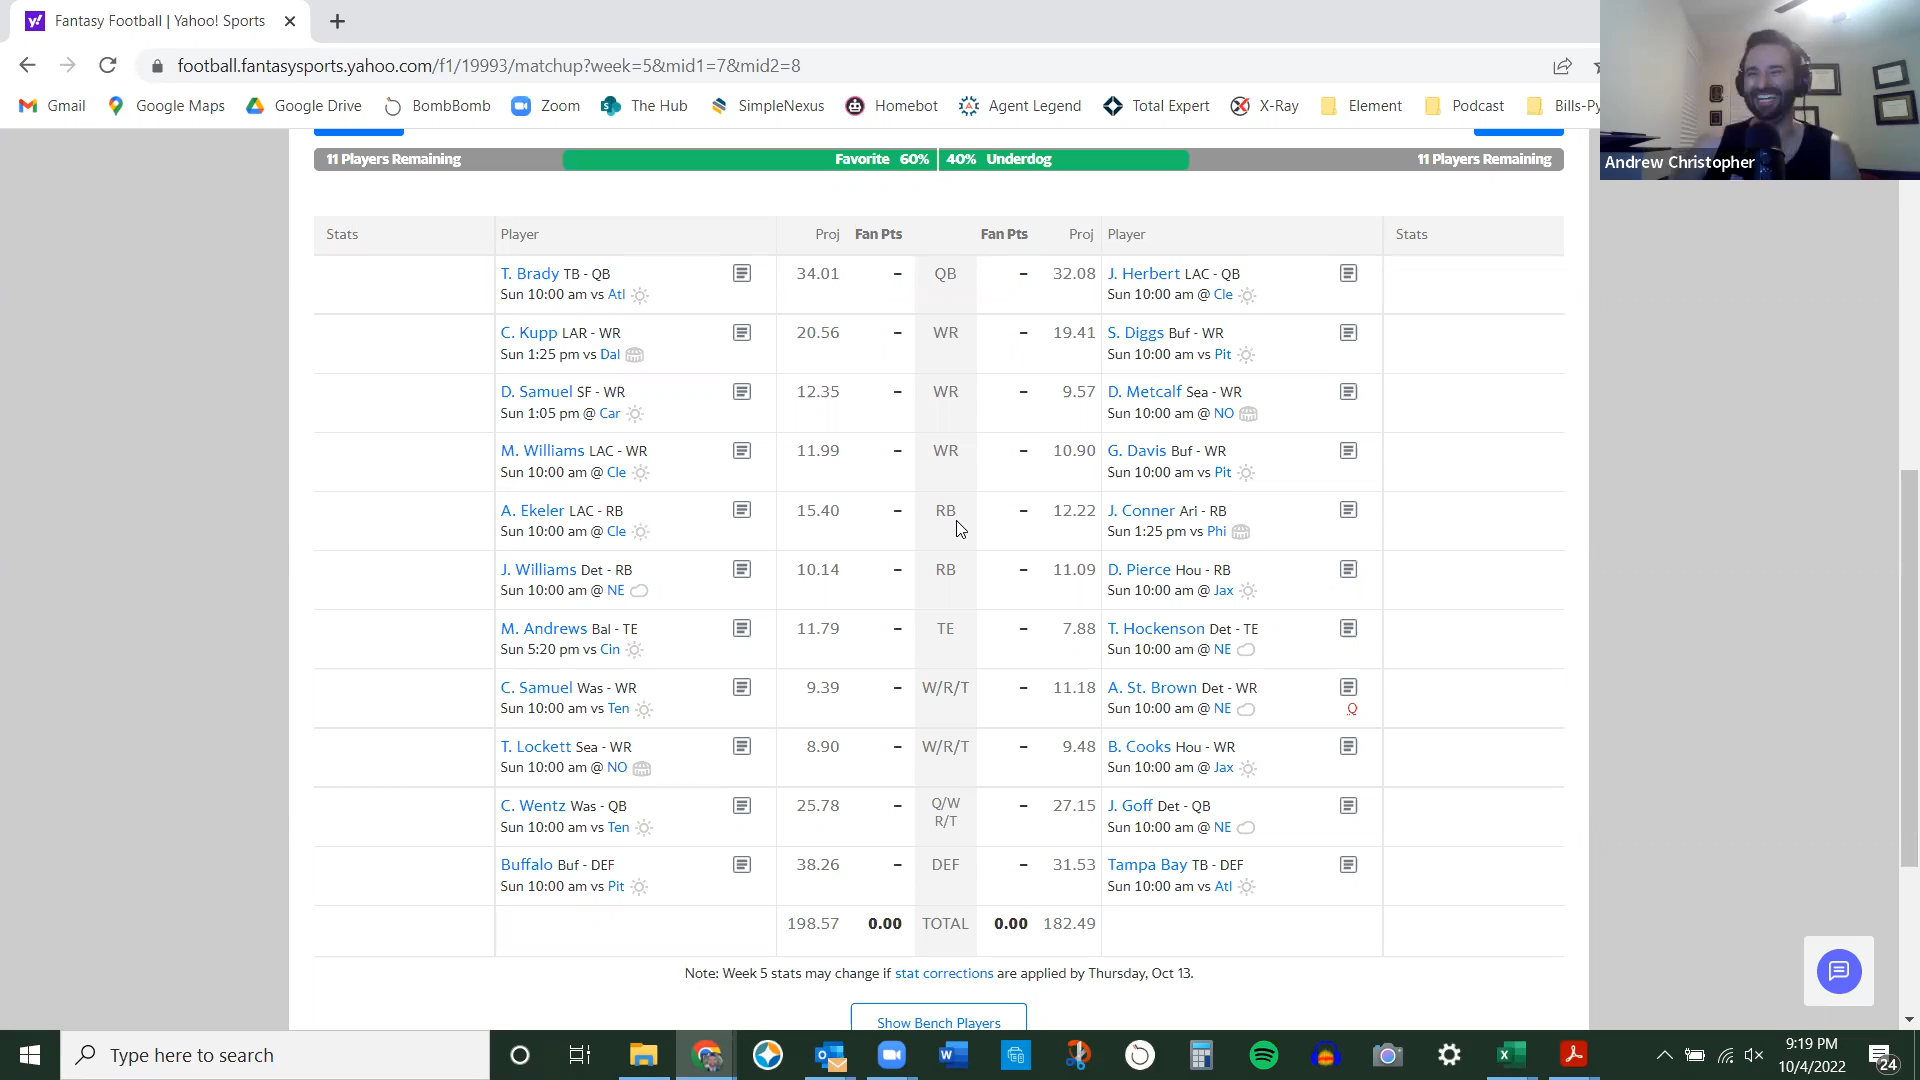 Fantasy Football | Yahoo! Sports
football.fantasysports.yahoo.com/f1/19993/matchup?week=5&mid1=7&mid2=8
Gmail Google Maps Google Drive BombBomb Zoom The Hub SimpleNexus Homebot Agent Legend Total Expert X-Ray Element Podcast Bills-Py
Andrew Christopher
11 Players Remaining Favorite 60% 40% Underdog 11 Players Remaining
Stats Player Proj Fan Pts Fan Pts Proj Player Stats
T. Brady TB - QB 34.01 – QB – 32.08 J. Herbert LAC - QB
Sun 10:00 am vs Atl Sun 10:00 am @ Cle
C. Kupp LAR - WR 20.56 – WR – 19.41 S. Diggs Buf - WR
Sun 1:25 pm vs Dal Sun 10:00 am vs Pit
D. Samuel SF - WR 12.35 – WR – 9.57 D. Metcalf Sea - WR
Sun 1:05 pm @ Car Sun 10:00 am @ NO
M. Williams LAC - WR 11.99 – WR – 10.90 G. Davis Buf - WR
Sun 10:00 am @ Cle Sun 10:00 am vs Pit
A. Ekeler LAC - RB 15.40 – RB – 12.22 J. Conner Ari - RB
Sun 10:00 am @ Cle Sun 1:25 pm vs Phi
J. Williams Det - RB 10.14 – RB – 11.09 D. Pierce Hou - RB
Sun 10:00 am @ NE Sun 10:00 am @ Jax
M. Andrews Bal - TE 11.79 – TE – 7.88 T. Hockenson Det - TE
Sun 5:20 pm vs Cin Sun 10:00 am @ NE
C. Samuel Was - WR 9.39 – W/R/T – 11.18 A. St. Brown Det - WR
Sun 10:00 am vs Ten Sun 10:00 am @ NE Q
T. Lockett Sea - WR 8.90 – W/R/T – 9.48 B. Cooks Hou - WR
Sun 10:00 am @ NO Sun 10:00 am @ Jax
C. Wentz Was - QB 25.78 – Q/W R/T – 27.15 J. Goff Det - QB
Sun 10:00 am vs Ten Sun 10:00 am @ NE
Buffalo Buf - DEF 38.26 – DEF – 31.53 Tampa Bay TB - DEF
Sun 10:00 am vs Pit Sun 10:00 am vs Atl
198.57 0.00 TOTAL 0.00 182.49
Note: Week 5 stats may change if stat corrections are applied by Thursday, Oct 13.
Show Bench Players
Type here to search
9:19 PM
10/4/2022
24